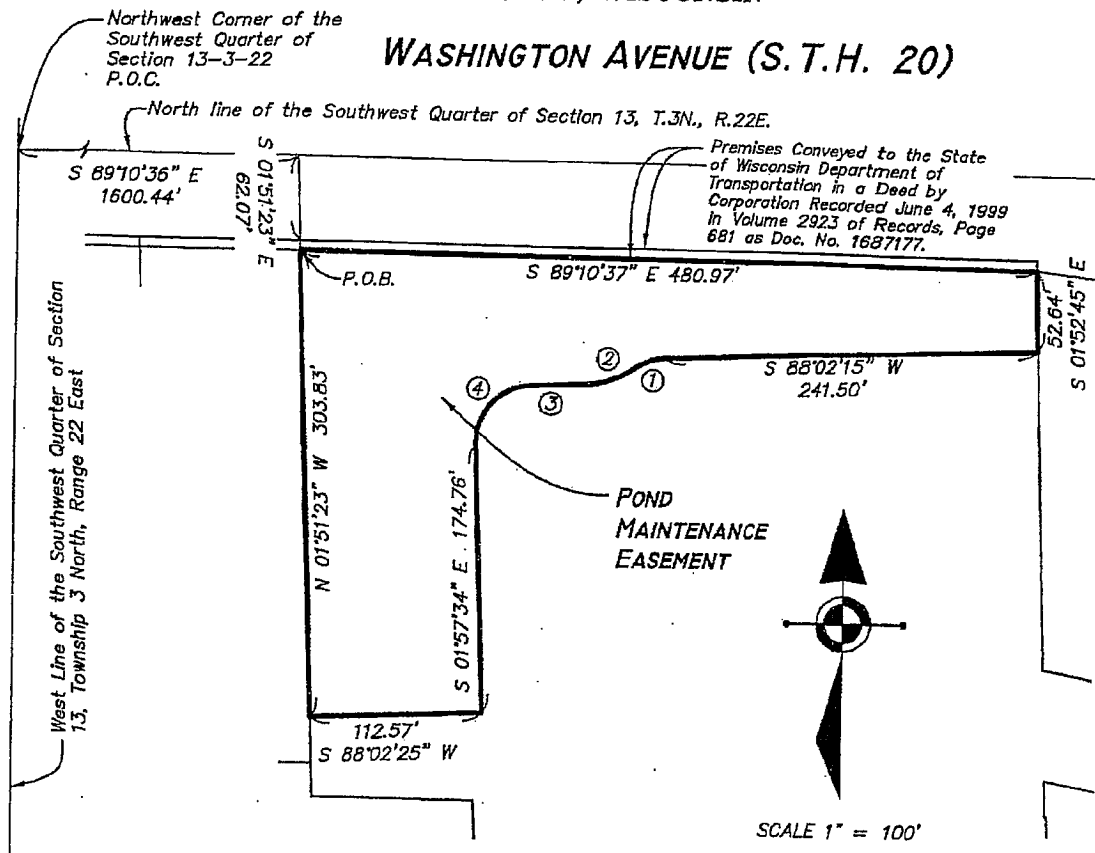 Northwest Corner of the
Southwest Quarter of
Section 13-3-22
P.O.C.
WASHINGTON AVENUE (S.T.H. 20)
North line of the Southwest Quarter of Section 13, T.3N., R.22E.
S 89°10'36" E
1600.44'
S 01°51'23" E
62.07'
Premises Conveyed to the State
of Wisconsin Department of
Transportation in a Deed by
Corporation Recorded June 4, 1999
in Volume 2923 of Records, Page
681 as Doc. No. 1687177.
P.O.B.
S 89°10'37" E 480.97'
52.64'
S 01°52'45" E
S 88°02'15" W
241.50'
1
2
3
4
N 01°51'23" W 303.83'
S 01°57'34" E 174.76'
POND
MAINTENANCE
EASEMENT
West Line of the Southwest Quarter of Section
13, Township 3 North, Range 22 East
112.57'
S 88°02'25" W
SCALE 1" = 100'